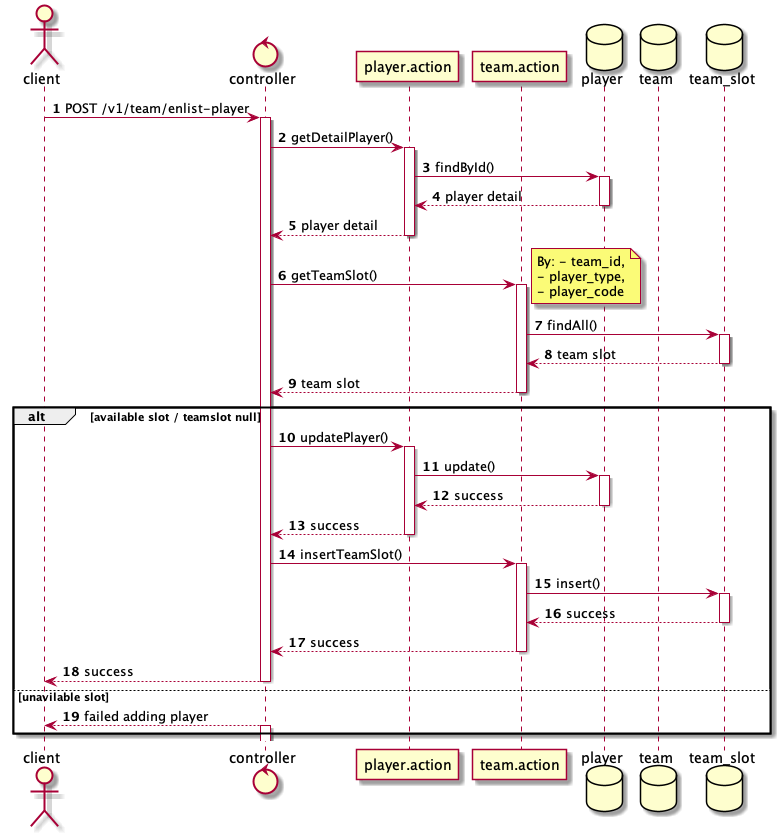 client
controller
player.action
team.action
player
team
team_slot
1 POST /v1/team/enlist-player
2 getDetailPlayer()
3 findById()
4 player detail
5 player detail
6 getTeamSlot()
By: - team_id,
- player_type,
- player_code
7 findAll()
8 team slot
9 team slot
alt
[available slot / teamslot null]
10 updatePlayer()
11 update()
12 success
13 success
14 insertTeamSlot()
15 insert()
16 success
17 success
18 success
[unavailable slot]
19 failed adding player
client
controller
player.action
team.action
player
team
team_slot